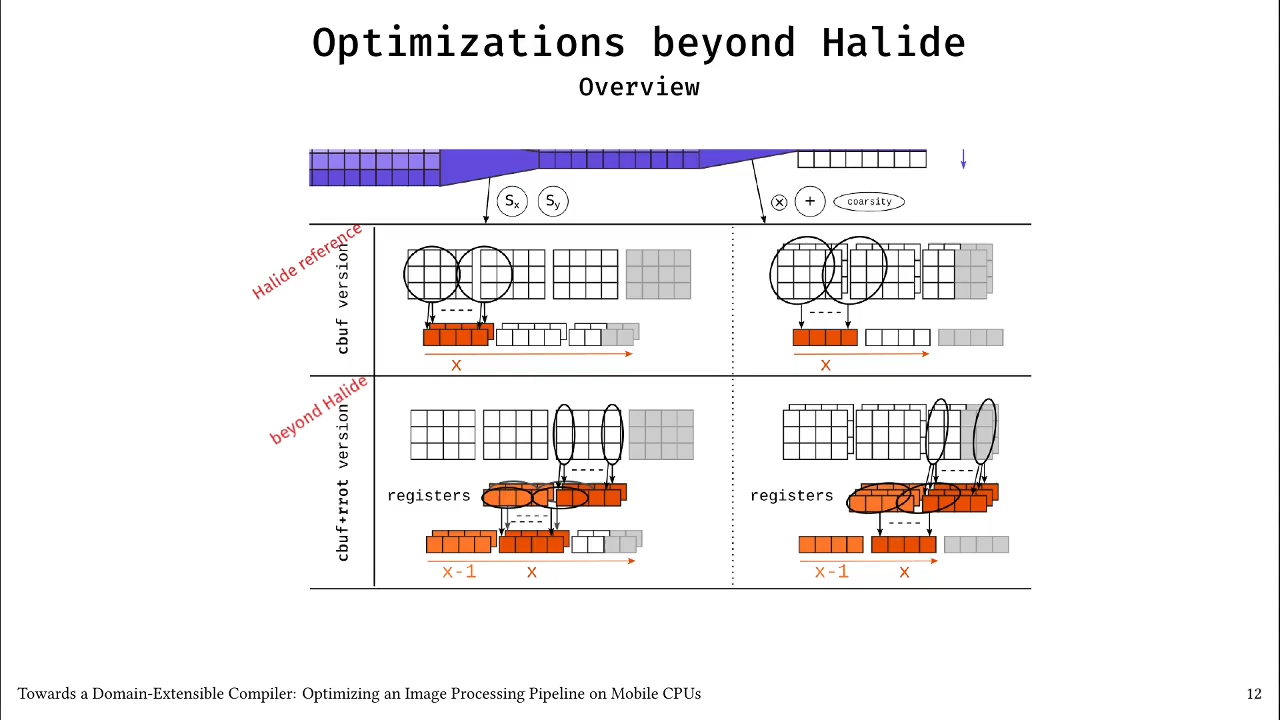 Optimizations beyond Halide
Overview
Sx Sy
× + coarsity
Halide reference
cbuf version
x
x
beyond Halide
cbuf+rrot version
registers
registers
x-1 x
x-1 x
Towards a Domain-Extensible Compiler: Optimizing an Image Processing Pipeline on Mobile CPUs
12